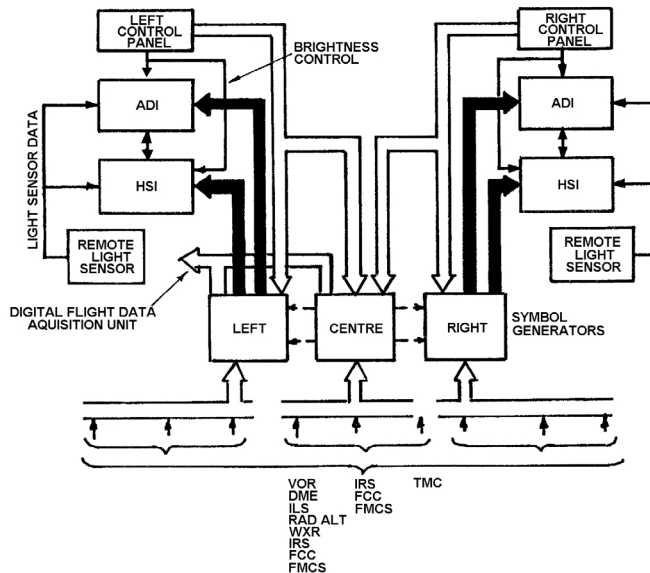 LEFT
CONTROL
PANEL
BRIGHTNESS
CONTROL
RIGHT
CONTROL
PANEL
ADI
ADI
LIGHT SENSOR DATA
HSI
HSI
REMOTE
LIGHT
SENSOR
REMOTE
LIGHT
SENSOR
DIGITAL FLIGHT DATA
AQUISITION UNIT
LEFT
CENTRE
RIGHT
SYMBOL
GENERATORS
VOR
DME
ILS
RAD ALT
WXR
IRS
FCC
FMCS
IRS
FCC
FMCS
TMC